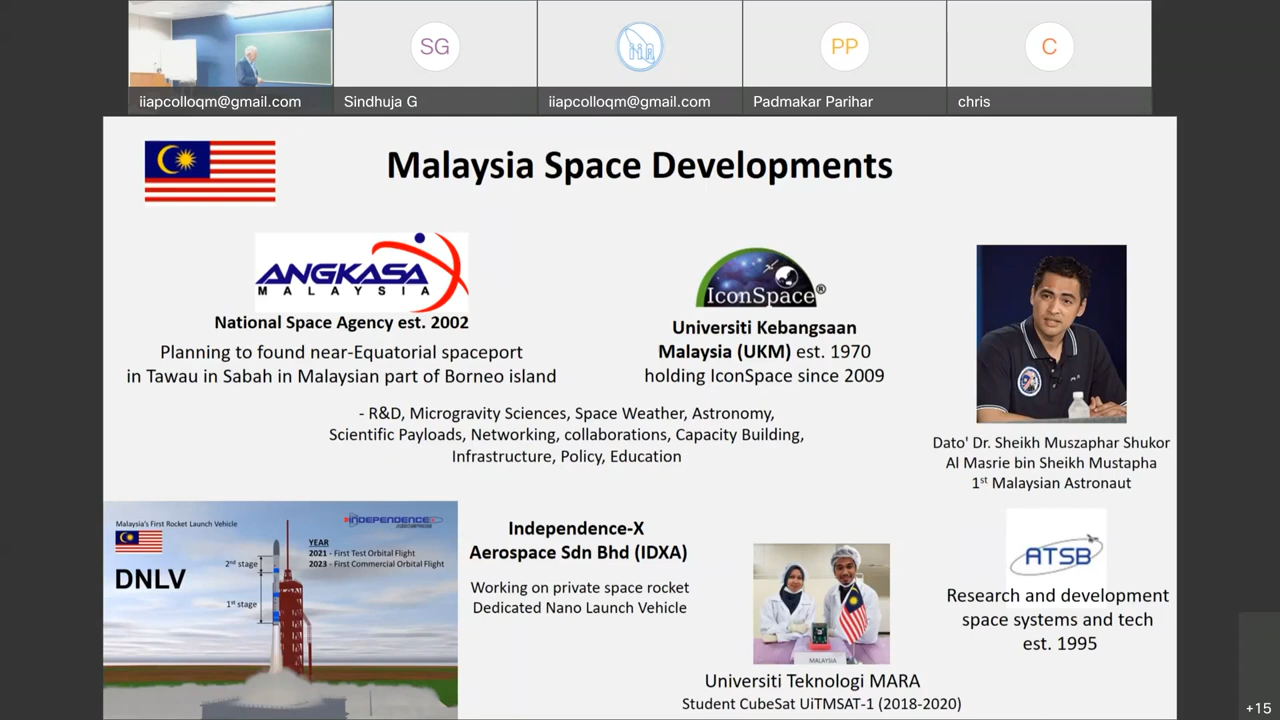 SG
PP
C
iiapcolloqm@gmail.com
Sindhuja G
iiapcolloqm@gmail.com
Padmakar Parihar
chris
Malaysia Space Developments
ANGKASA
MALAYSIA
National Space Agency est. 2002
Planning to found near-Equatorial spaceport
in Tawau in Sabah in Malaysian part of Borneo island
IconSpace®
Universiti Kebangsaan
Malaysia (UKM) est. 1970
holding IconSpace since 2009
- R&D, Microgravity Sciences, Space Weather, Astronomy,
Scientific Payloads, Networking, collaborations, Capacity Building,
Infrastructure, Policy, Education
Dato' Dr. Sheikh Muszaphar Shukor
Al Masrie bin Sheikh Mustapha
1st Malaysian Astronaut
Malaysia's First Rocket Launch Vehicle
INDEPENDENCE
YEAR
2021 - First Test Orbital Flight
2023 - First Commercial Orbital Flight
2nd stage
DNLV
1st stage
Independence-X
Aerospace Sdn Bhd (IDXA)
Working on private space rocket
Dedicated Nano Launch Vehicle
MALAYSIA
Universiti Teknologi MARA
Student CubeSat UiTMSAT-1 (2018-2020)
ATSB
Research and development
space systems and tech
est. 1995
+15